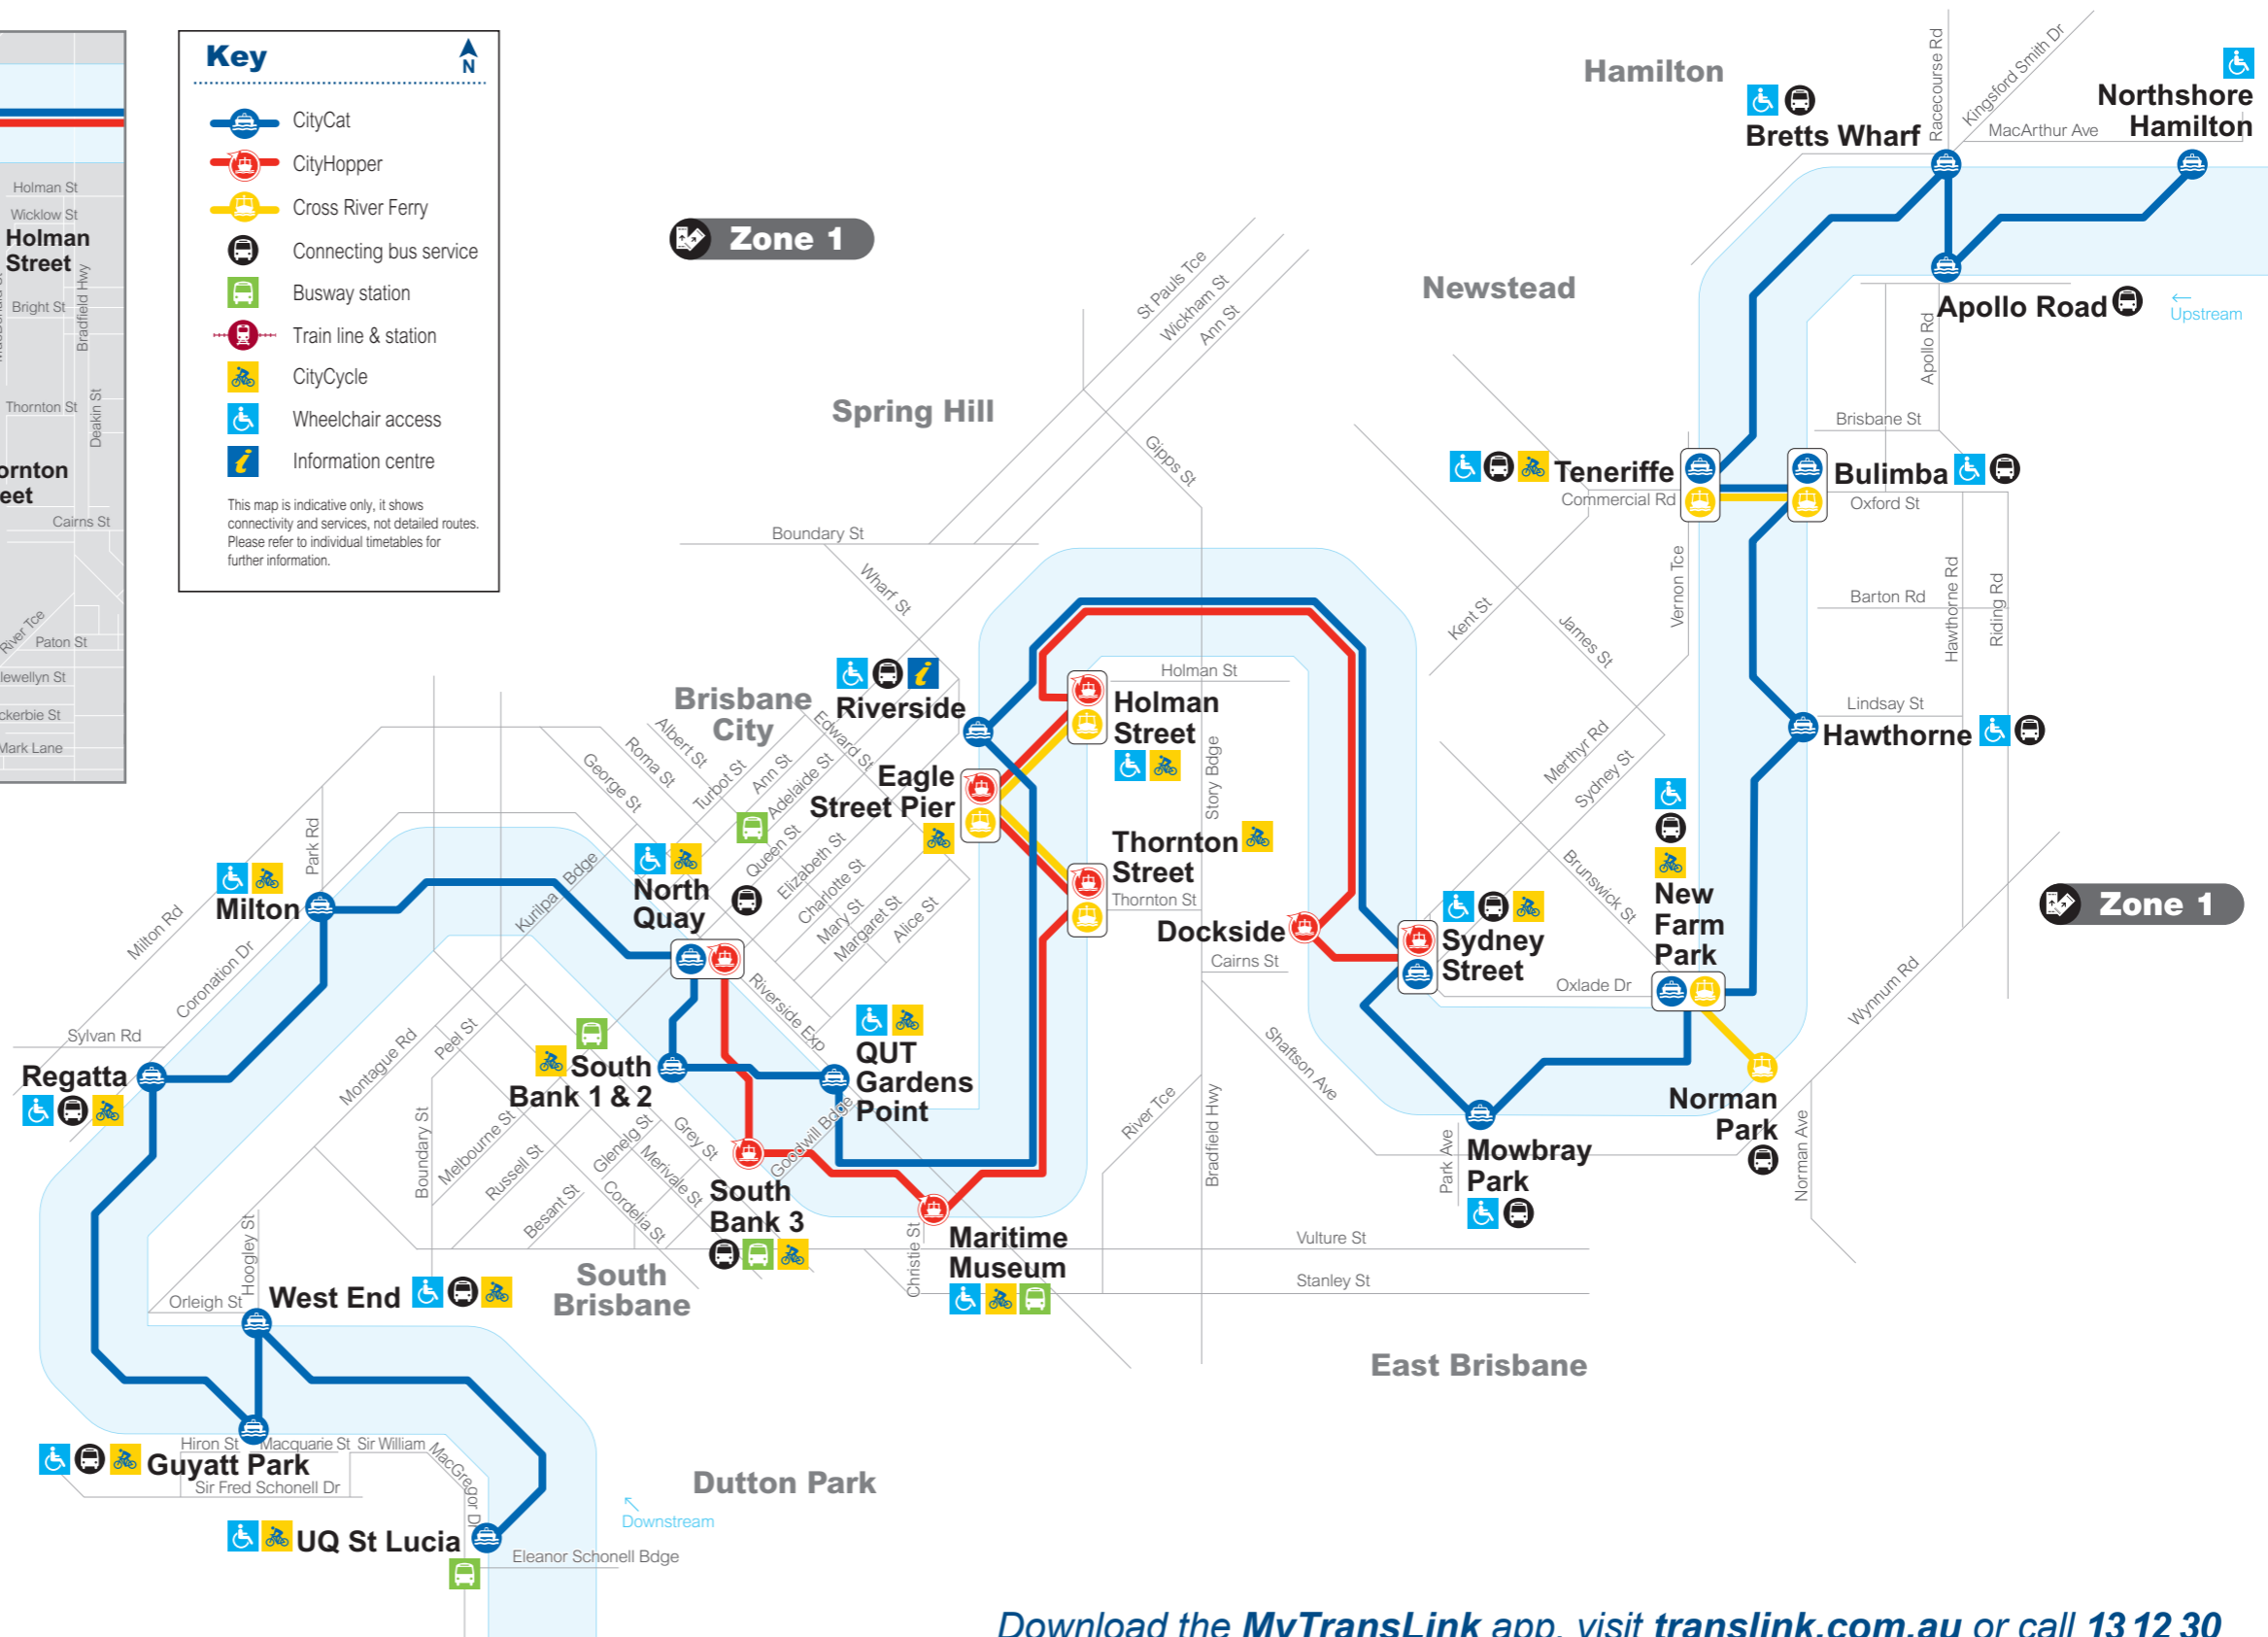 Key
N
CityCat
CityHopper
Cross River Ferry
Connecting bus service
Busway station
Train line & station
CityCycle
Wheelchair access
Information centre
This map is indicative only, it shows
connectivity and services, not detailed routes.
Please refer to individual timetables for
further information.
Holman St
Wicklow St
Holman
Street
Bradfield Hwy
Bright St
Thornton St
Deakin St
Cairns St
River Tce
Paton St
Mark Lane
Zone 1
Hamilton
Bretts Wharf
Racecourse Rd
Kingsford Smith Dr
MacArthur Ave
Northshore
Hamilton
Newstead
Apollo Road
Apollo Rd
←
Upstream
St Pauls Tce
Wickham St
Ann St
Spring Hill
Gipps St
Brisbane St
Teneriffe
Commercial Rd
Bulimba
Oxford St
Boundary St
Wharf St
Vernon Tce
Kent St
James St
Barton Rd
Hawthorne Rd
Riding Rd
Holman St
Lindsay St
Hawthorne
Brisbane
City
Riverside
Holman
Street
Story Bdge
Merthyr Rd
Sydney St
Eagle
Street Pier
Edward St
Albert St
Roma St
George St
Turbot St
Ann St
Adelaide St
Queen St
Elizabeth St
Charlotte St
Mary St
Margaret St
Alice St
Thornton
Street
Thornton St
Brunswick St
New
Farm
Park
Zone 1
Park Rd
Milton
Milton Rd
Coronation Dr
Kurilpa Bdge
North
Quay
Riverside Exp
Dockside
Cairns St
Sydney
Street
Oxlade Dr
Wynnum Rd
Sylvan Rd
Regatta
Montague Rd
Peel St
South
Bank 1 & 2
QUT
Gardens
Point
Goodwill Bdge
Shaftson Ave
Norman
Park
Norman Ave
Boundary St
Melbourne St
Russell St
Besant St
Glenelg St
Grey St
Merivale St
Cordelia St
River Tce
Bradfield Hwy
Park Ave
Mowbray
Park
South
Bank 3
Christie St
Maritime
Museum
Vulture St
Stanley St
Hoogley St
Orleigh St
West End
South
Brisbane
East Brisbane
Hiron St
Macquarie St
Sir William
MacGregor Dr
Guyatt Park
Sir Fred Schonell Dr
Dutton Park
Downstream
UQ St Lucia
Eleanor Schonell Bdge
Download the MyTransLink app, visit translink.com.au or call 13 12 30